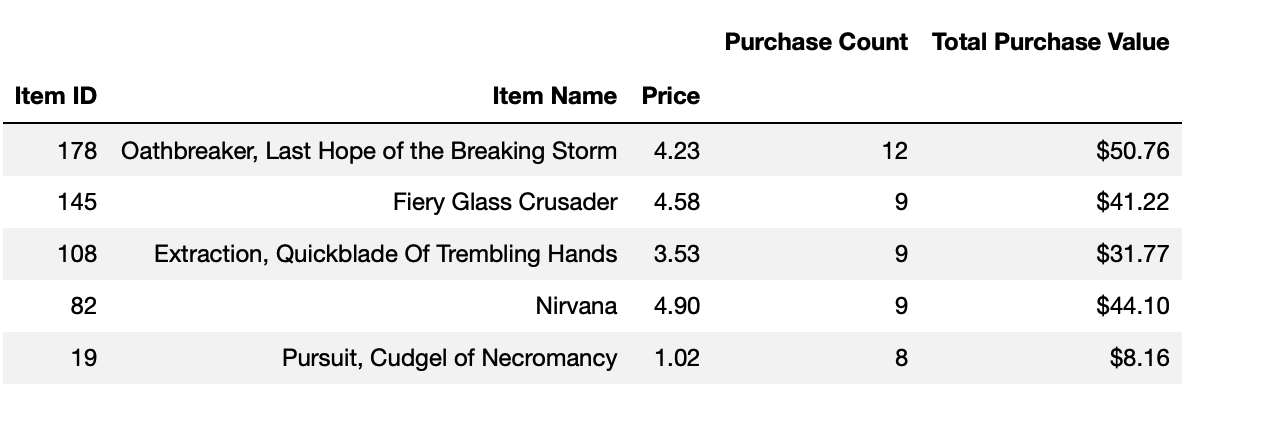 Purchase Count Total Purchase Value
Item ID Item Name Price
178 Oathbreaker, Last Hope of the Breaking Storm 4.23 12 $50.76
145 Fiery Glass Crusader 4.58 9 $41.22
108 Extraction, Quickblade Of Trembling Hands 3.53 9 $31.77
82 Nirvana 4.90 9 $44.10
19 Pursuit, Cudgel of Necromancy 1.02 8 $8.16